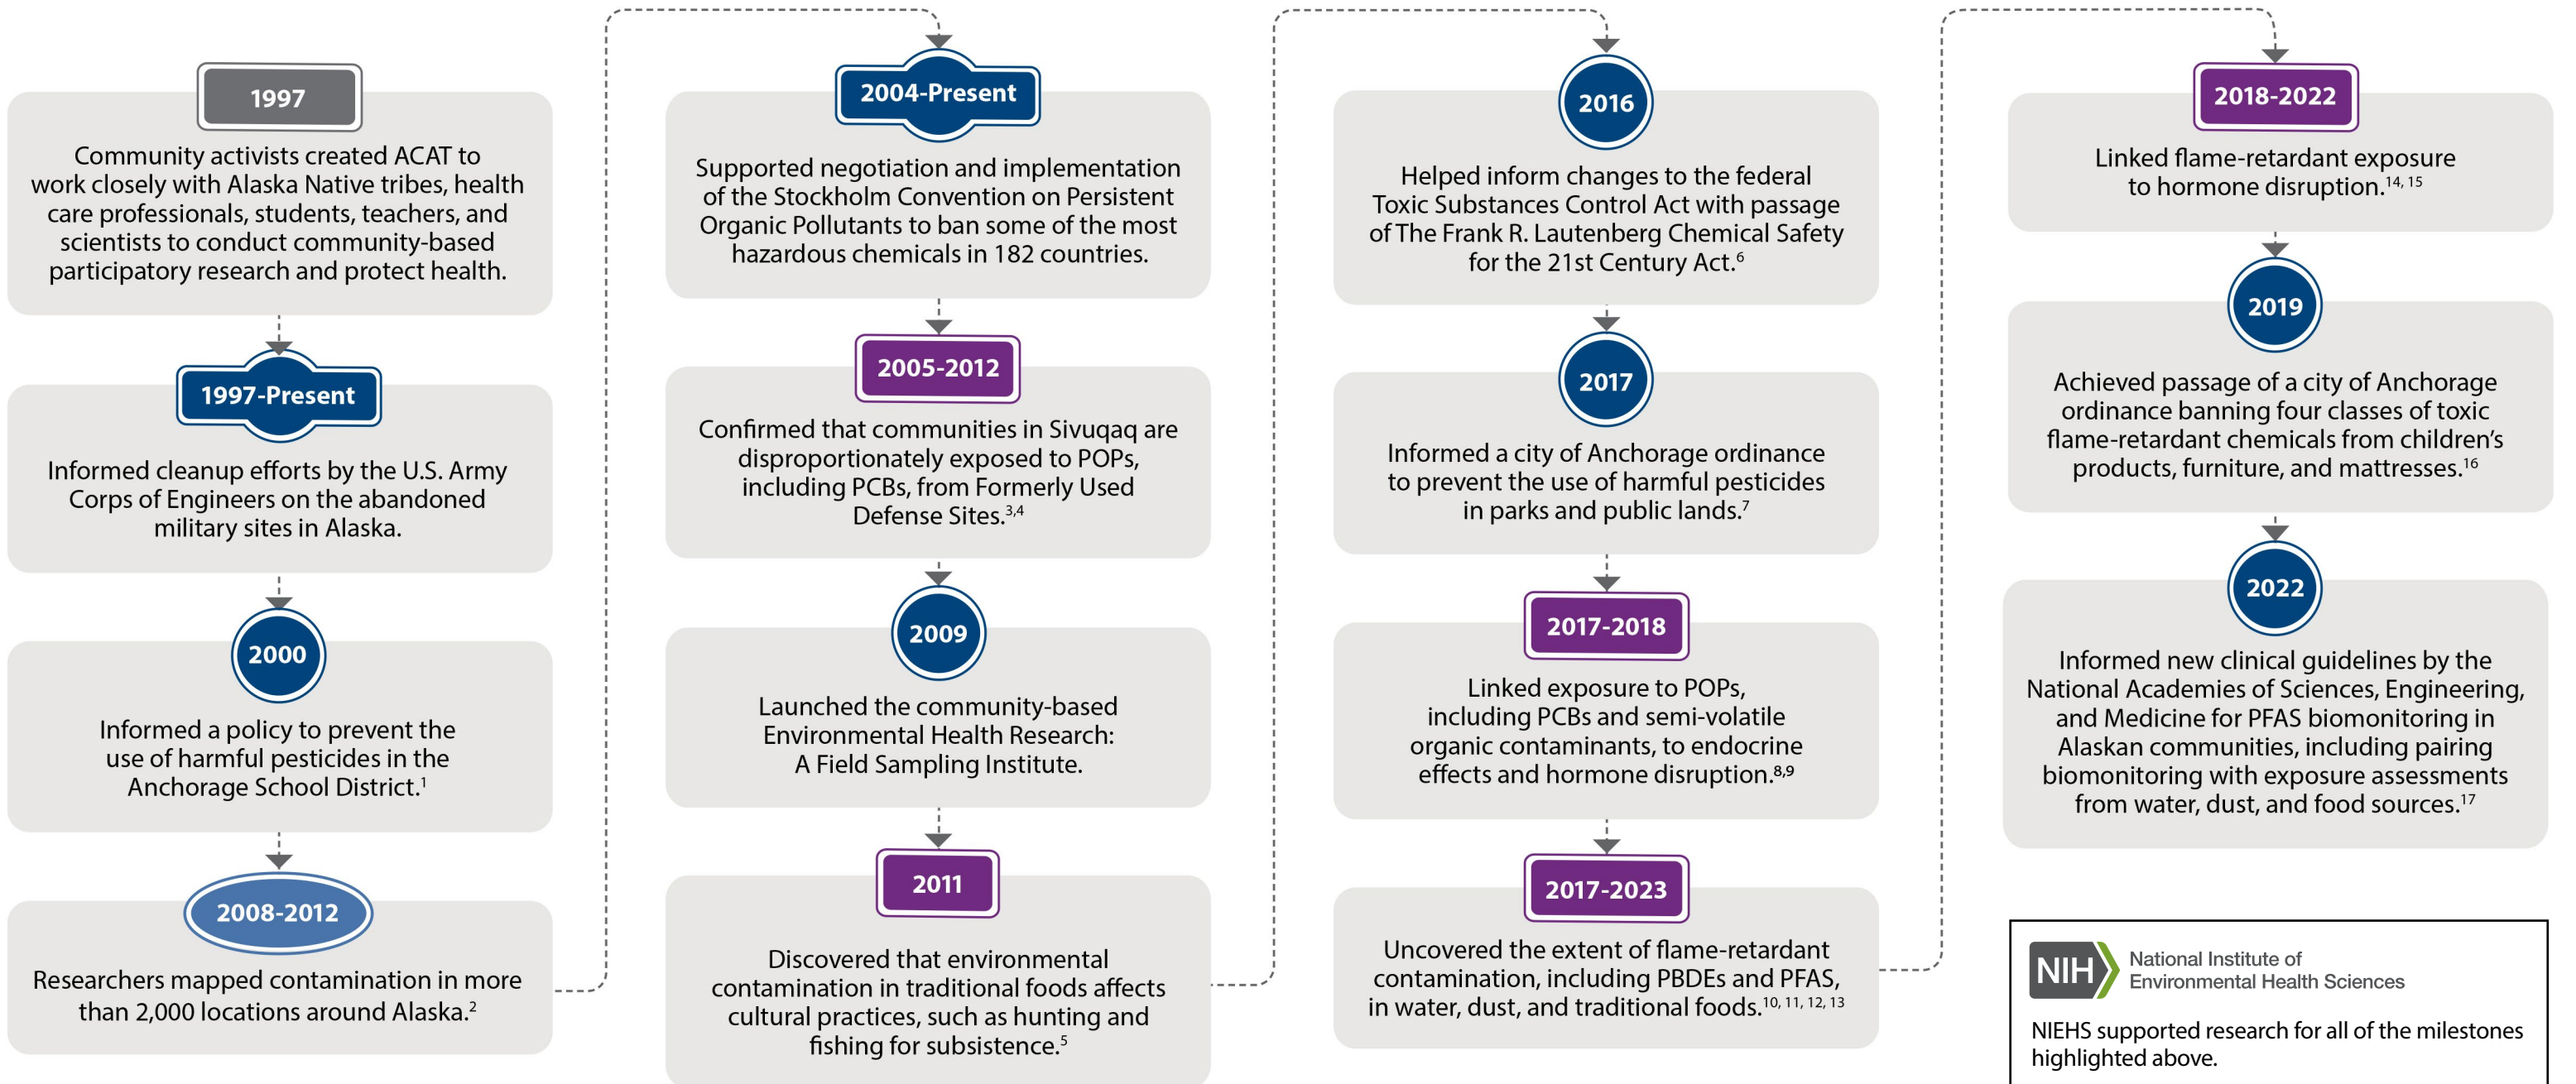 1997
Community activists created ACAT to
work closely with Alaska Native tribes, health
care professionals, students, teachers, and
scientists to conduct community-based
participatory research and protect health.
1997-Present
Informed cleanup efforts by the U.S. Army
Corps of Engineers on the abandoned
military sites in Alaska.
2000
Informed a policy to prevent the
use of harmful pesticides in the
Anchorage School District.1
2008-2012
Researchers mapped contamination in more
than 2,000 locations around Alaska.2
2004-Present
Supported negotiation and implementation
of the Stockholm Convention on Persistent
Organic Pollutants to ban some of the most
hazardous chemicals in 182 countries.
2005-2012
Confirmed that communities in Sivuqaq are
disproportionately exposed to POPs,
including PCBs, from Formerly Used
Defense Sites.3,4
2009
Launched the community-based
Environmental Health Research:
A Field Sampling Institute.
2011
Discovered that environmental
contamination in traditional foods affects
cultural practices, such as hunting and
fishing for subsistence.5
2016
Helped inform changes to the federal
Toxic Substances Control Act with passage
of The Frank R. Lautenberg Chemical Safety
for the 21st Century Act.6
2017
Informed a city of Anchorage ordinance
to prevent the use of harmful pesticides
in parks and public lands.7
2017-2018
Linked exposure to POPs,
including PCBs and semi-volatile
organic contaminants, to endocrine
effects and hormone disruption.8,9
2017-2023
Uncovered the extent of flame-retardant
contamination, including PBDEs and PFAS,
in water, dust, and traditional foods.10, 11, 12, 13
2018-2022
Linked flame-retardant exposure
to hormone disruption.14, 15
2019
Achieved passage of a city of Anchorage
ordinance banning four classes of toxic
flame-retardant chemicals from children’s
products, furniture, and mattresses.16
2022
Informed new clinical guidelines by the
National Academies of Sciences, Engineering,
and Medicine for PFAS biomonitoring in
Alaskan communities, including pairing
biomonitoring with exposure assessments
from water, dust, and food sources.17
NIH
National Institute of
Environmental Health Sciences
NIEHS supported research for all of the milestones
highlighted above.